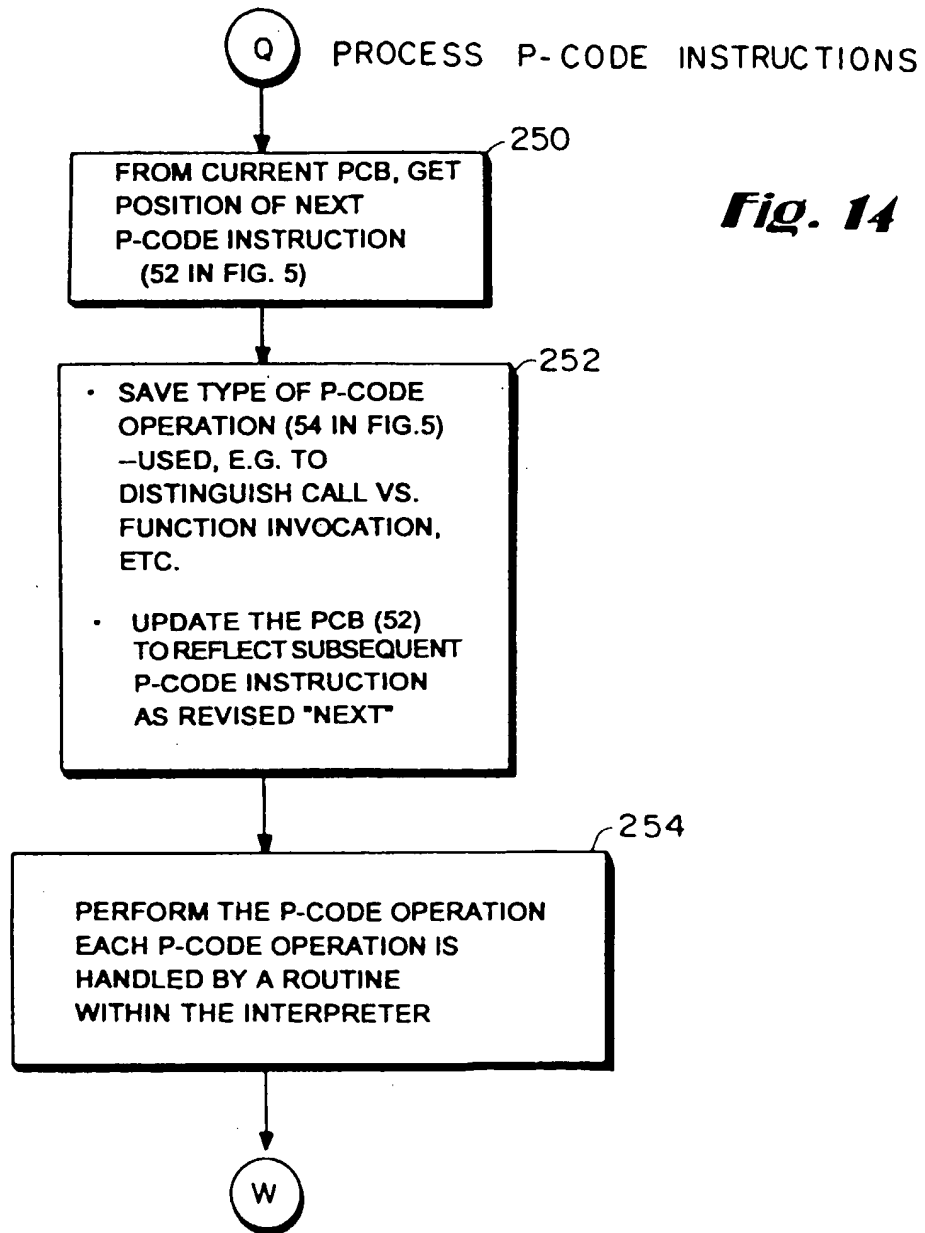 Q PROCESS P-CODE INSTRUCTIONS
250
FROM CURRENT PCB, GET
POSITION OF NEXT
P-CODE INSTRUCTION
(52 IN FIG. 5)
Fig. 14
252
· SAVE TYPE OF P-CODE
OPERATION (54 IN FIG.5)
–USED, E.G. TO
DISTINGUISH CALL VS.
FUNCTION INVOCATION,
ETC.
· UPDATE THE PCB (52)
TO REFLECT SUBSEQUENT
P-CODE INSTRUCTION
AS REVISED "NEXT"
254
PERFORM THE P-CODE OPERATION
EACH P-CODE OPERATION IS
HANDLED BY A ROUTINE
WITHIN THE INTERPRETER
W